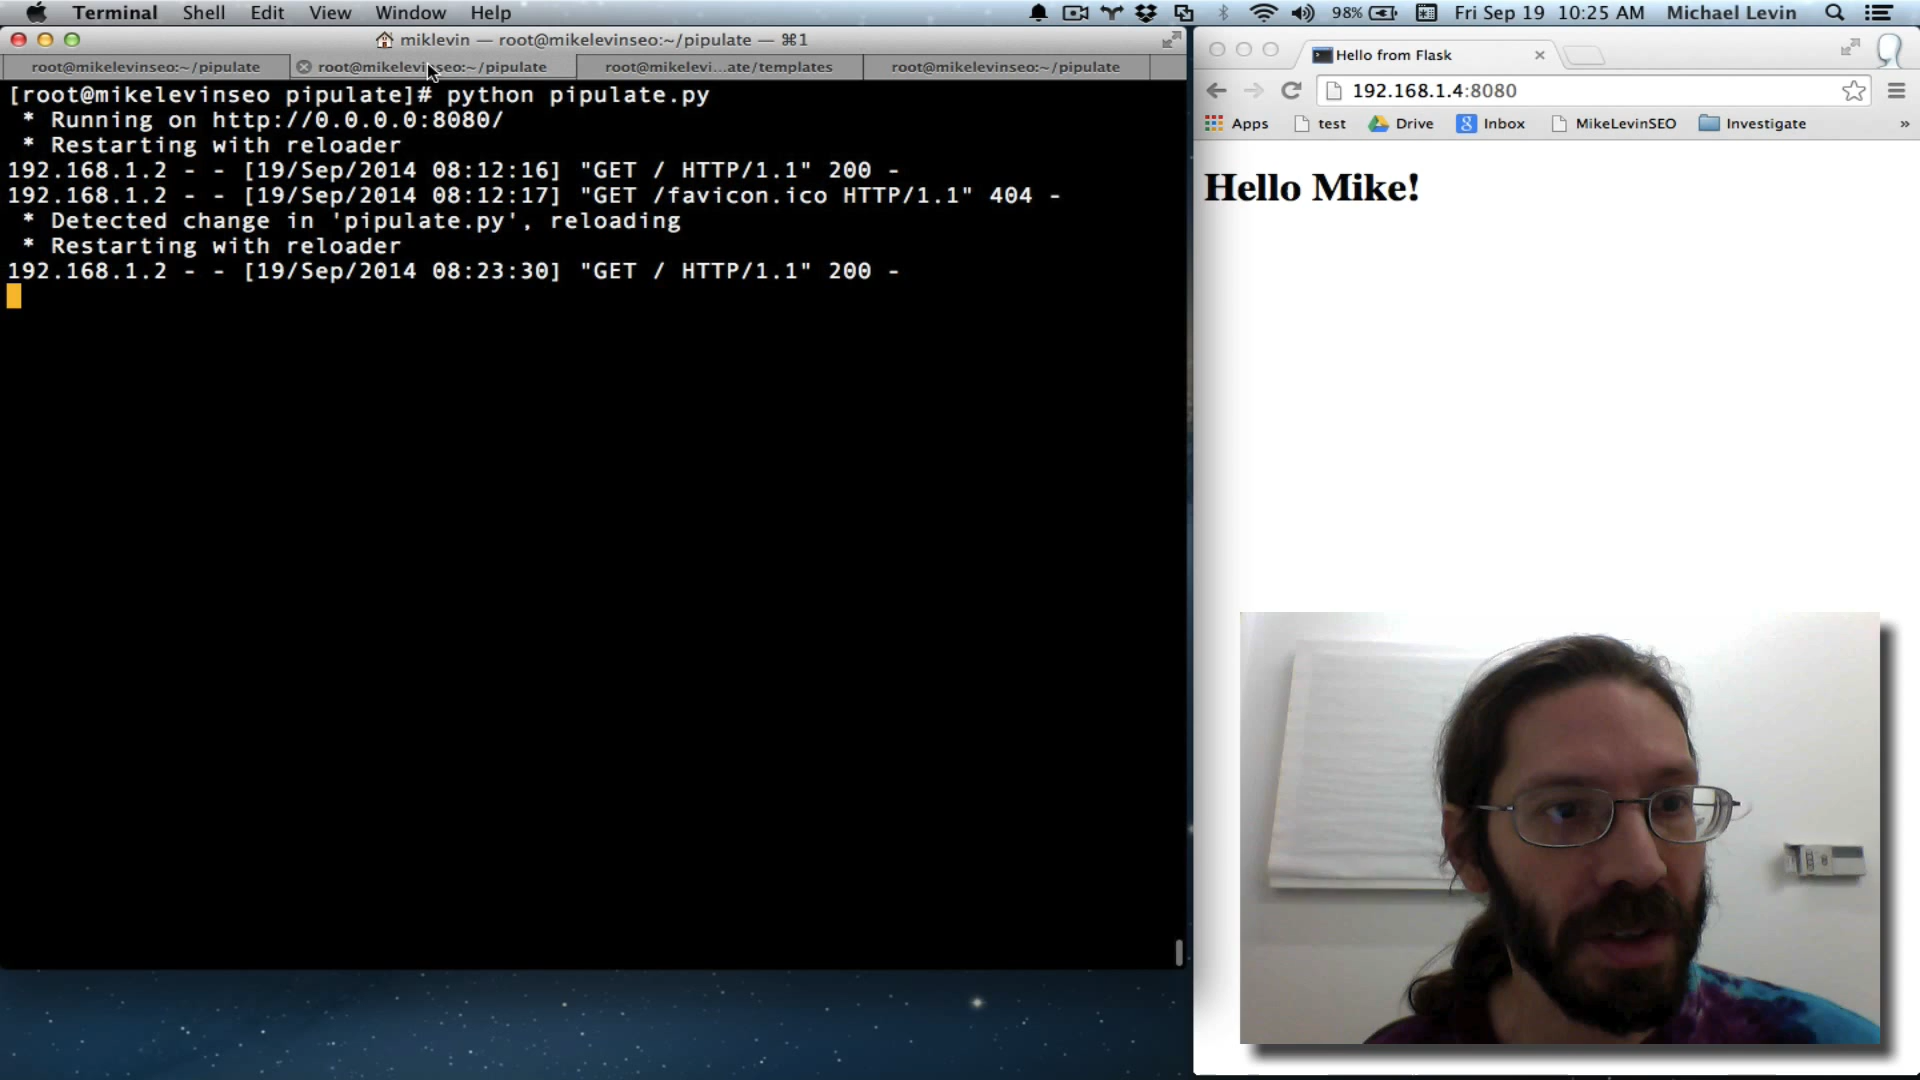 Terminal Shell Edit View Window Help 98% Fri Sep 19 10:25 AM Michael Levin
miklevin — root@mikelevinseo:~/pipulate — ⌘1
root@mikelevinseo:~/pipulate root@mikelevinseo:~/pipulate root@mikelevi...ate/templates root@mikelevinseo:~/pipulate
[root@mikelevinseo pipulate]# python pipulate.py
* Running on http://0.0.0.0:8080/
* Restarting with reloader
192.168.1.2 - - [19/Sep/2014 08:12:16] "GET / HTTP/1.1" 200 -
192.168.1.2 - - [19/Sep/2014 08:12:17] "GET /favicon.ico HTTP/1.1" 404 -
* Detected change in 'pipulate.py', reloading
* Restarting with reloader
192.168.1.2 - - [19/Sep/2014 08:23:30] "GET / HTTP/1.1" 200 -
Hello from Flask
192.168.1.4:8080
Apps test Drive Inbox MikeLevinSEO Investigate »
Hello Mike!